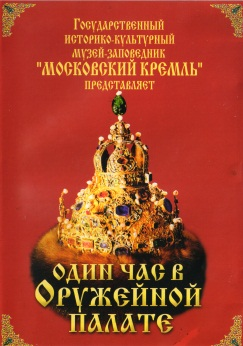 Государственный
историко-культурный
музей-заповедник
"МОСКОВСКИЙ КРЕМЛЬ"
представляет
ОДИН ЧАС В
ОРУЖЕЙНОЙ
ПАЛАТЕ